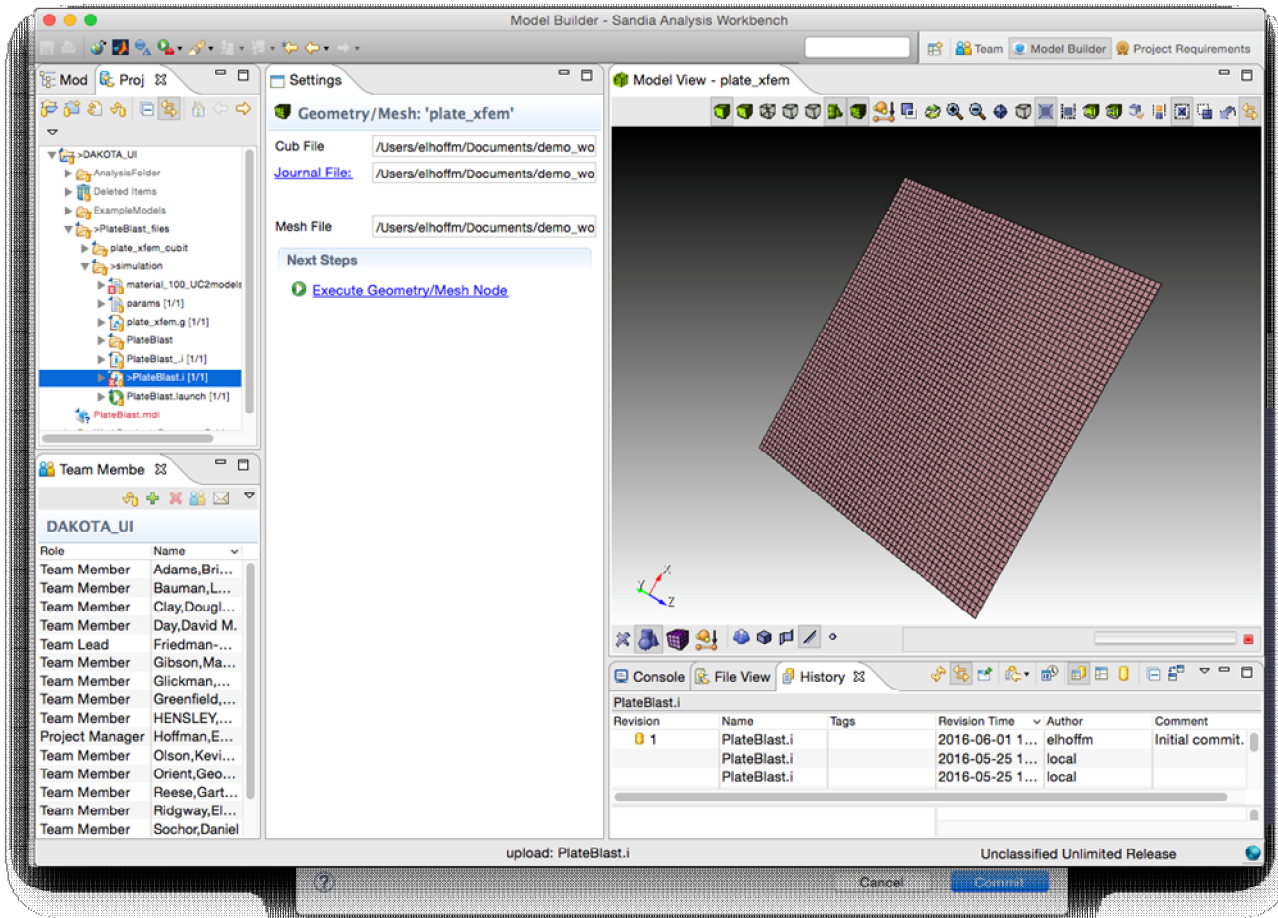 Model Builder - Sandia Analysis Workbench
Team Model Builder Project Requirements
Mod Proj
>DAKOTA_UI
AnalysisFolder
Deleted Items
ExampleModels
>PlateBlast_files
plate_xfem_cubit
>simulation
material_100_UC2models
params [1/1]
plate_xfem.g [1/1]
PlateBlast
PlateBlast_.i [1/1]
>PlateBlast.i [1/1]
PlateBlast.launch [1/1]
PlateBlast.mdl
Team Membe
DAKOTA_UI
Role Name
Team Member Adams,Bri...
Team Member Bauman,L...
Team Member Clay,Dougl...
Team Member Day,David M.
Team Lead Friedman-...
Team Member Gibson,Ma...
Team Member Glickman,...
Team Member Greenfield,...
Team Member HENSLEY,...
Project Manager Hoffman,E...
Team Member Olson,Kevi...
Team Member Orient,Geo...
Team Member Reese,Gart...
Team Member Ridgway,El...
Team Member Sochor,Daniel
Settings
Geometry/Mesh: 'plate_xfem'
Cub File /Users/elhoffm/Documents/demo_wo
Journal File: /Users/elhoffm/Documents/demo_wo
Mesh File /Users/elhoffm/Documents/demo_wo
Next Steps
Execute Geometry/Mesh Node
Model View - plate_xfem
X
Y
Z
Console File View History
PlateBlast.i
Revision Name Tags Revision Time Author Comment
1 PlateBlast.i 2016-06-01 1... elhoffm Initial commit.
PlateBlast.i 2016-05-25 1... local
PlateBlast.i 2016-05-25 1... local
upload: PlateBlast.i
Unclassified Unlimited Release
Cancel Commit